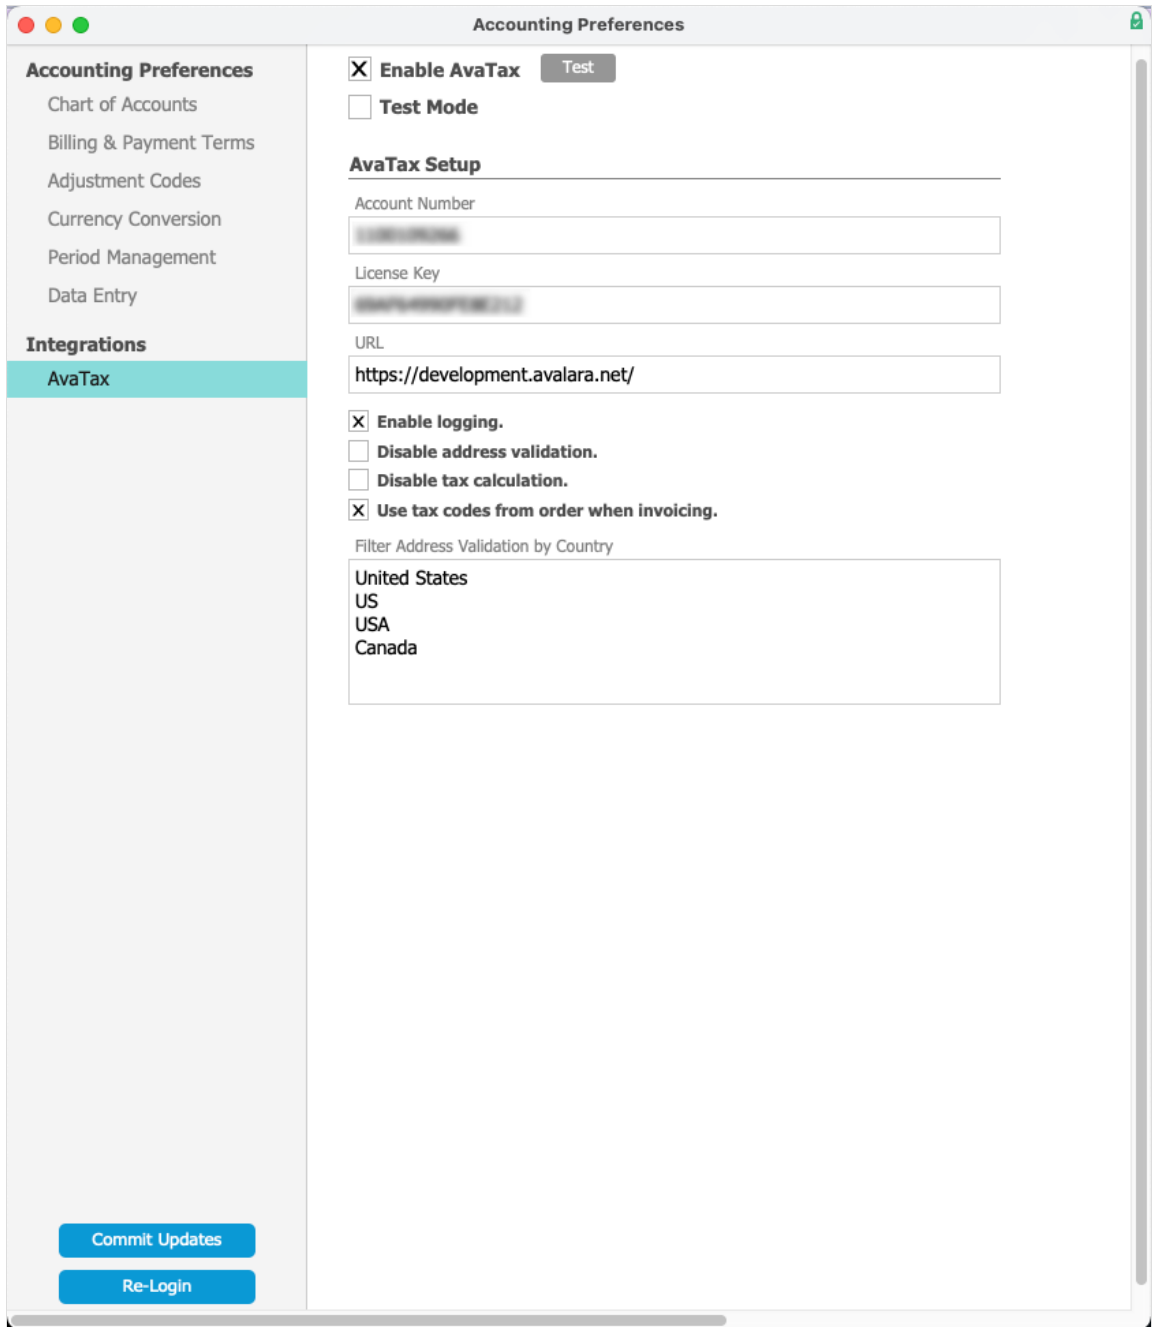 Accounting Preferences
Accounting Preferences
Chart of Accounts
Billing & Payment Terms
Adjustment Codes
Currency Conversion
Period Management
Data Entry
Integrations
AvaTax
Commit Updates
Re-Login
Enable AvaTax
Test
Test Mode
AvaTax Setup
Account Number
License Key
URL
https://development.avalara.net/
Enable logging.
Disable address validation.
Disable tax calculation.
Use tax codes from order when invoicing.
Filter Address Validation by Country
United States
US
USA
Canada